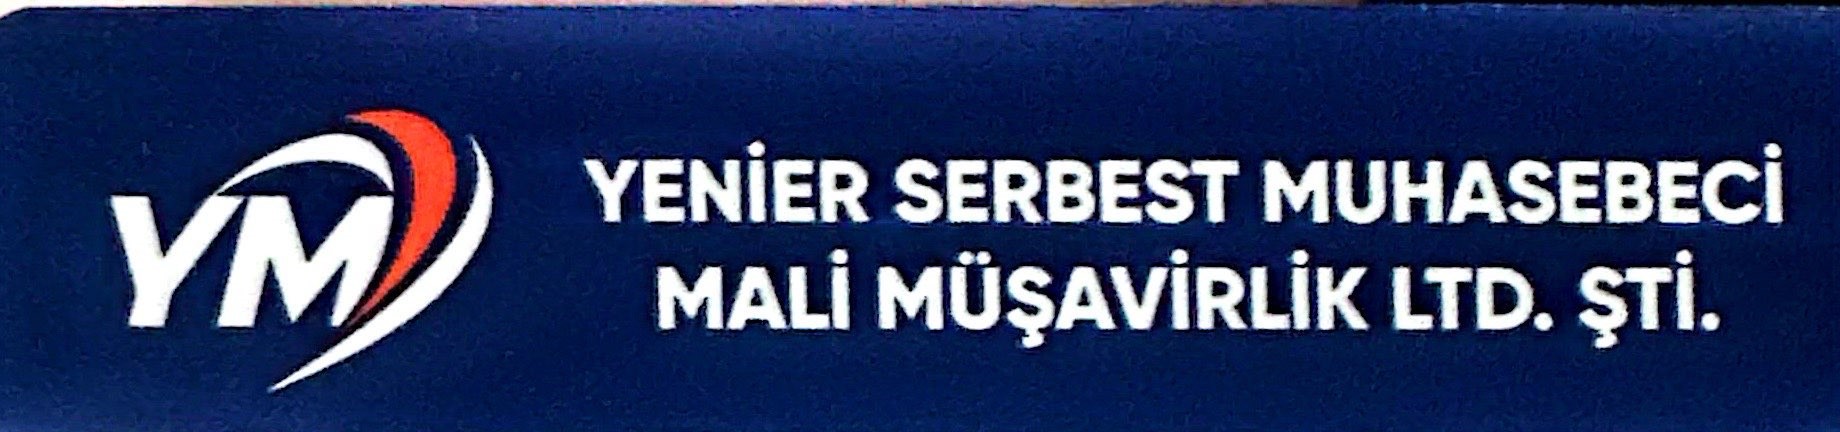 YM
YENİER SERBEST MUHASEBECİ
MALİ MÜŞAVİRLİK LTD. ŞTİ.